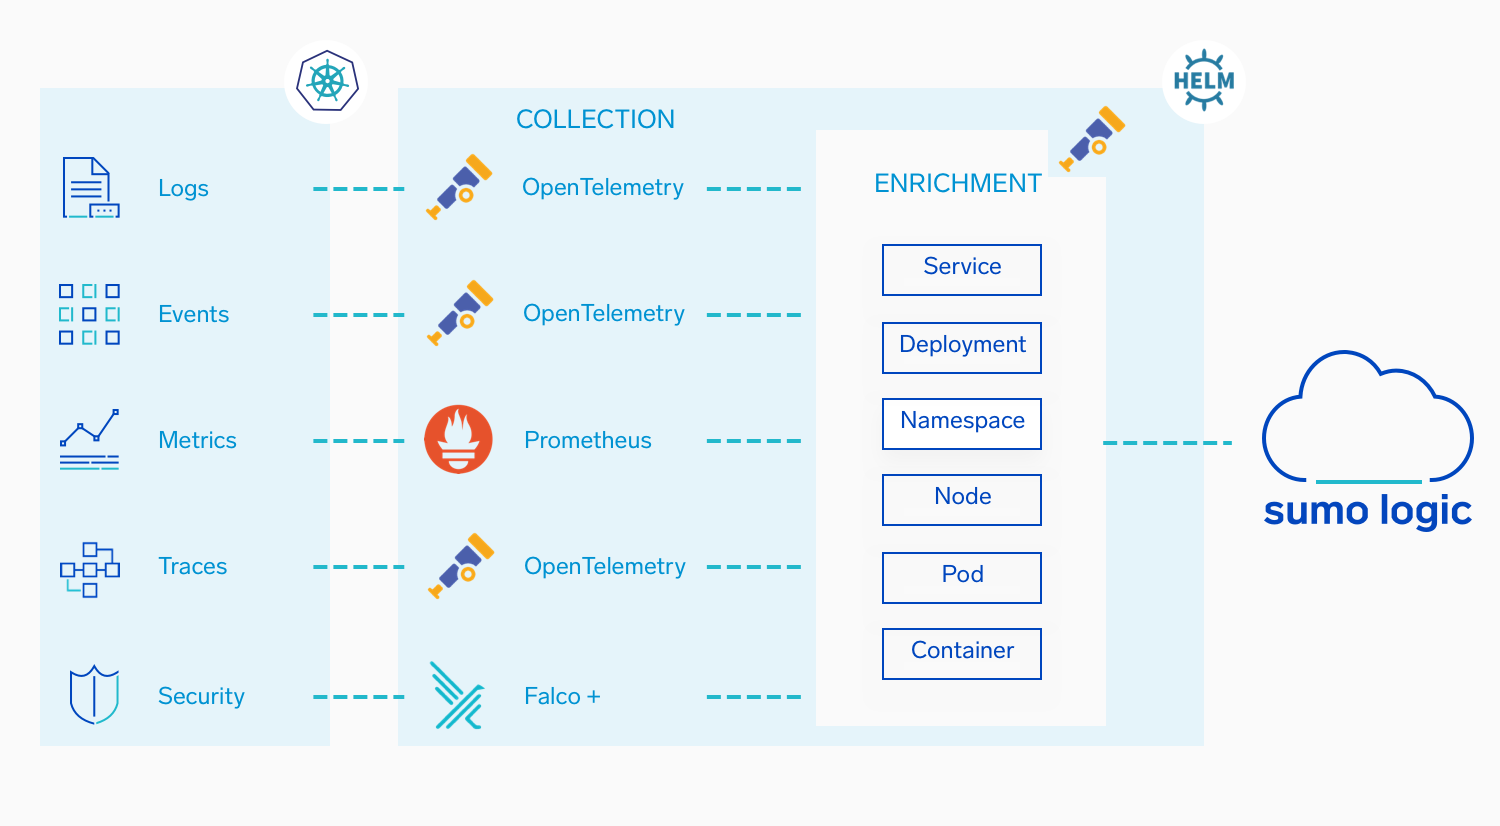 HELM
COLLECTION
Logs
OpenTelemetry
ENRICHMENT
Service
Events
OpenTelemetry
Deployment
Metrics
Prometheus
Namespace
Node
sumo logic
Traces
OpenTelemetry
Pod
Container
Security
Falco +